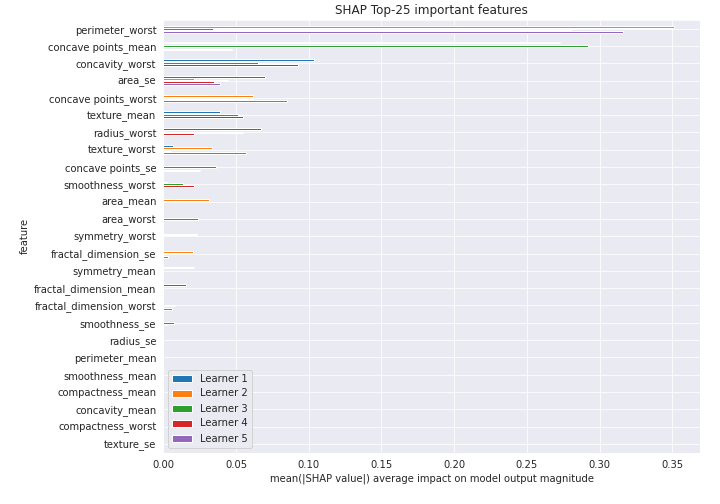 SHAP Top-25 important features
perimeter_worst
concave points_mean
concavity_worst
area_se
concave points_worst
texture_mean
radius_worst
texture_worst
concave points_se
smoothness_worst
area_mean
area_worst
symmetry_worst
fractal_dimension_se
symmetry_mean
fractal_dimension_mean
fractal_dimension_worst
smoothness_se
radius_se
perimeter_mean
smoothness_mean
compactness_mean
concavity_mean
compactness_worst
texture_se
feature
Learner 1
Learner 2
Learner 3
Learner 4
Learner 5
0.00 0.05 0.10 0.15 0.20 0.25 0.30 0.35
mean(|SHAP value|) average impact on model output magnitude